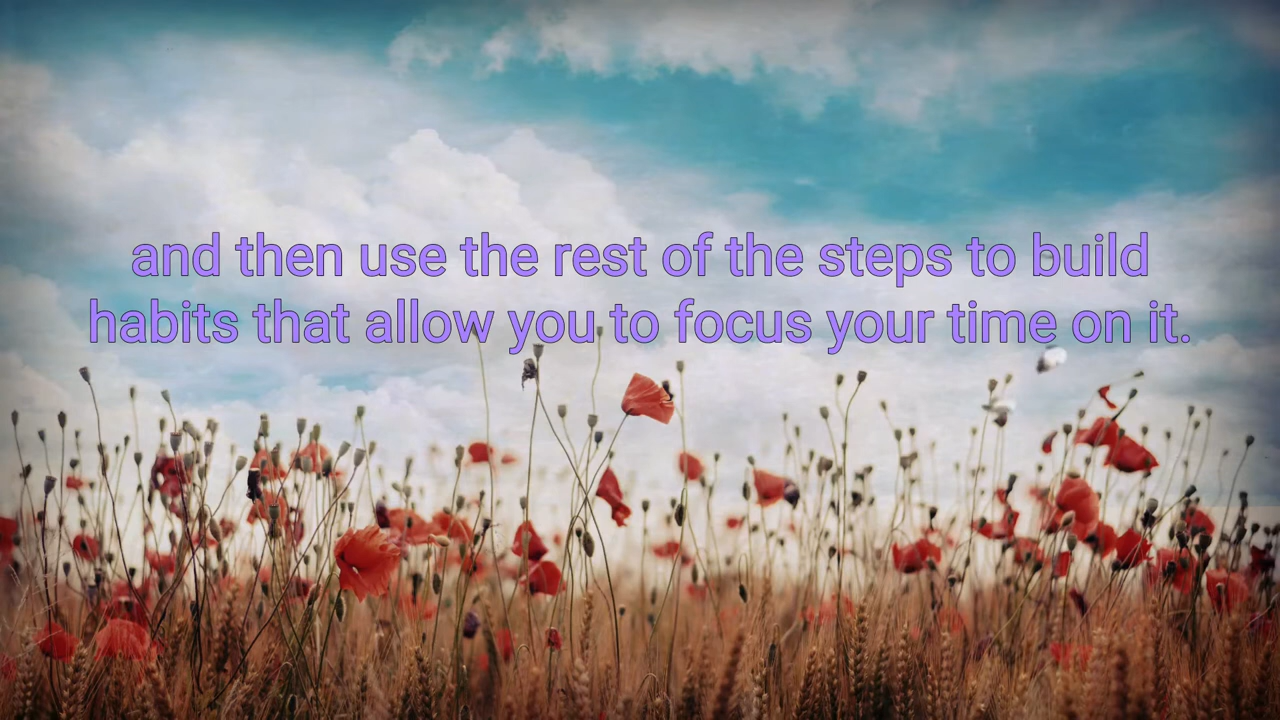 and then use the rest of the steps to build
habits that allow you to focus your time on it.